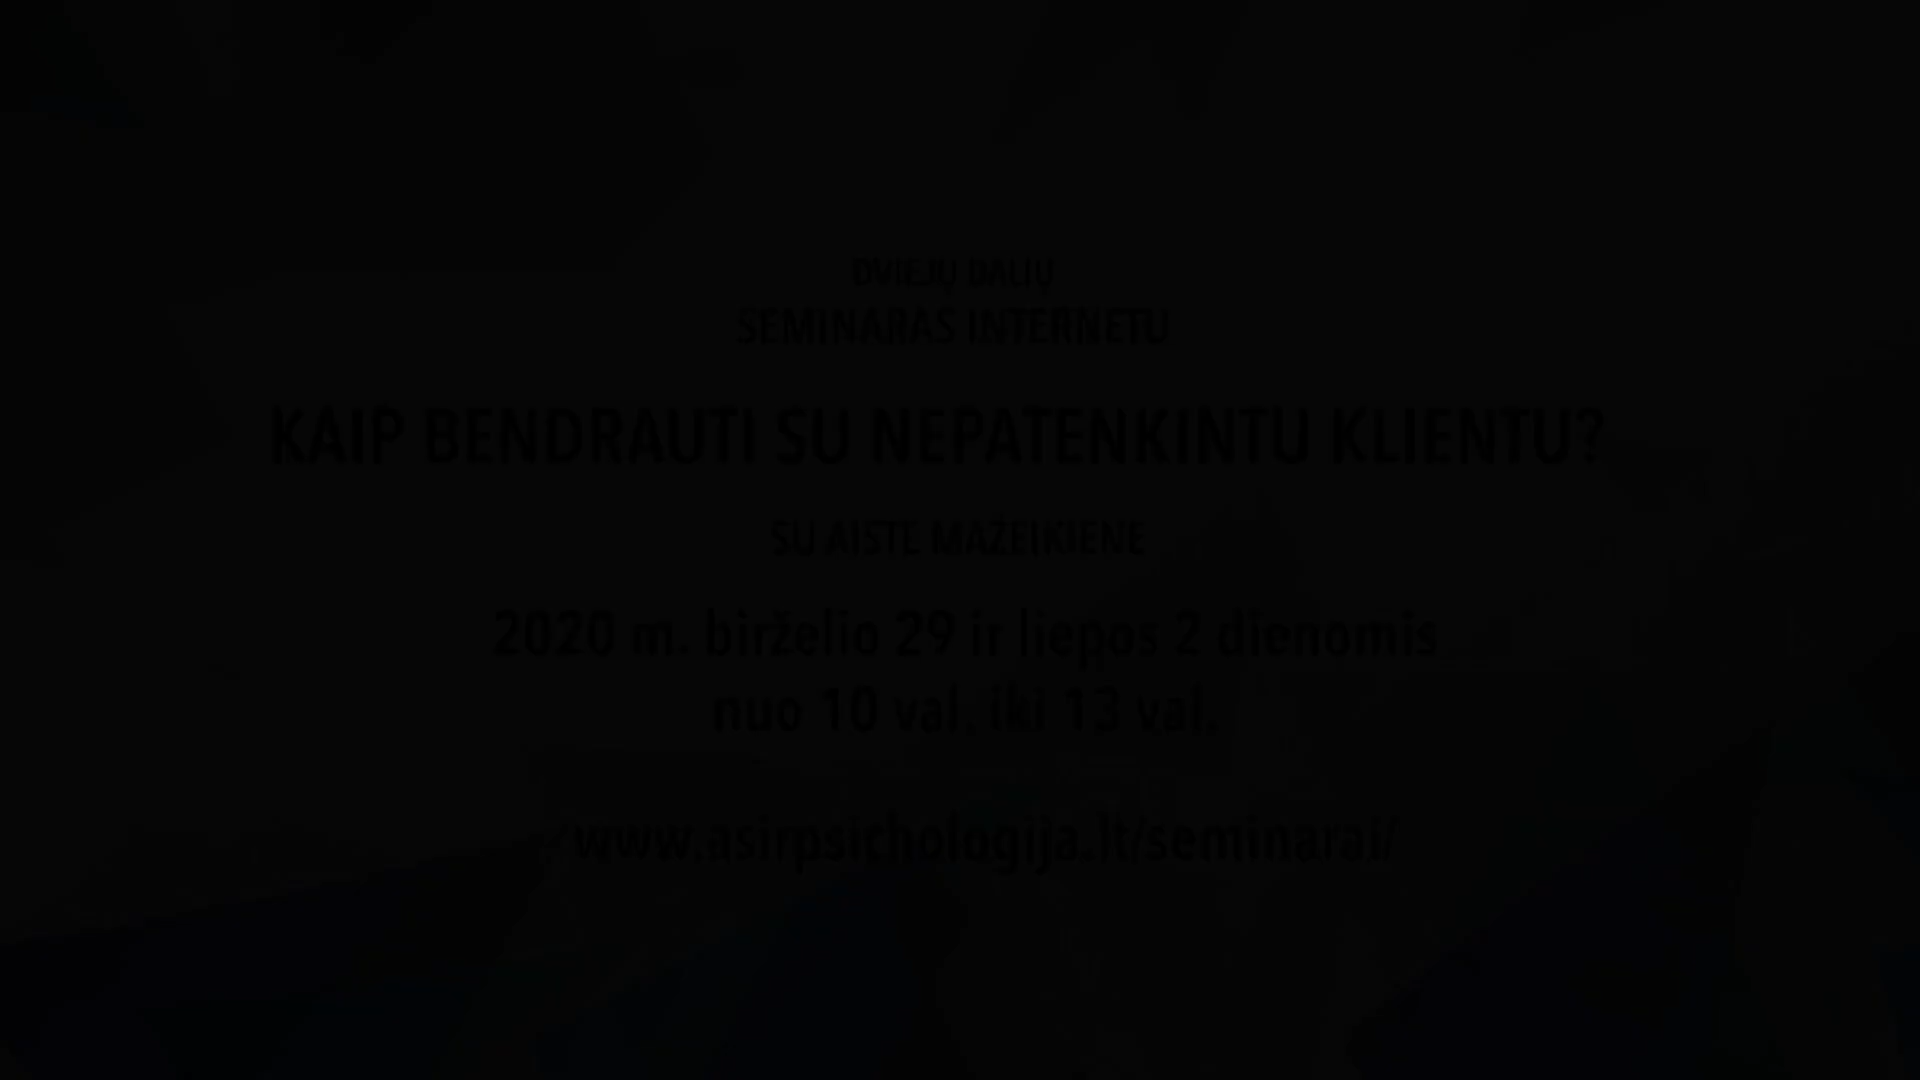 DVIEJŲ DALIŲ
SEMINARAS INTERNETU
KAIP BENDRAUTI SU NEPATENKINTU KLIENTU?
SU AISTE MAŽEIKIENE
2020 m. birželio 29 ir liepos 2 dienomis
nuo 10 val. iki 13 val.
www.asirpsichologija.lt/seminarai/